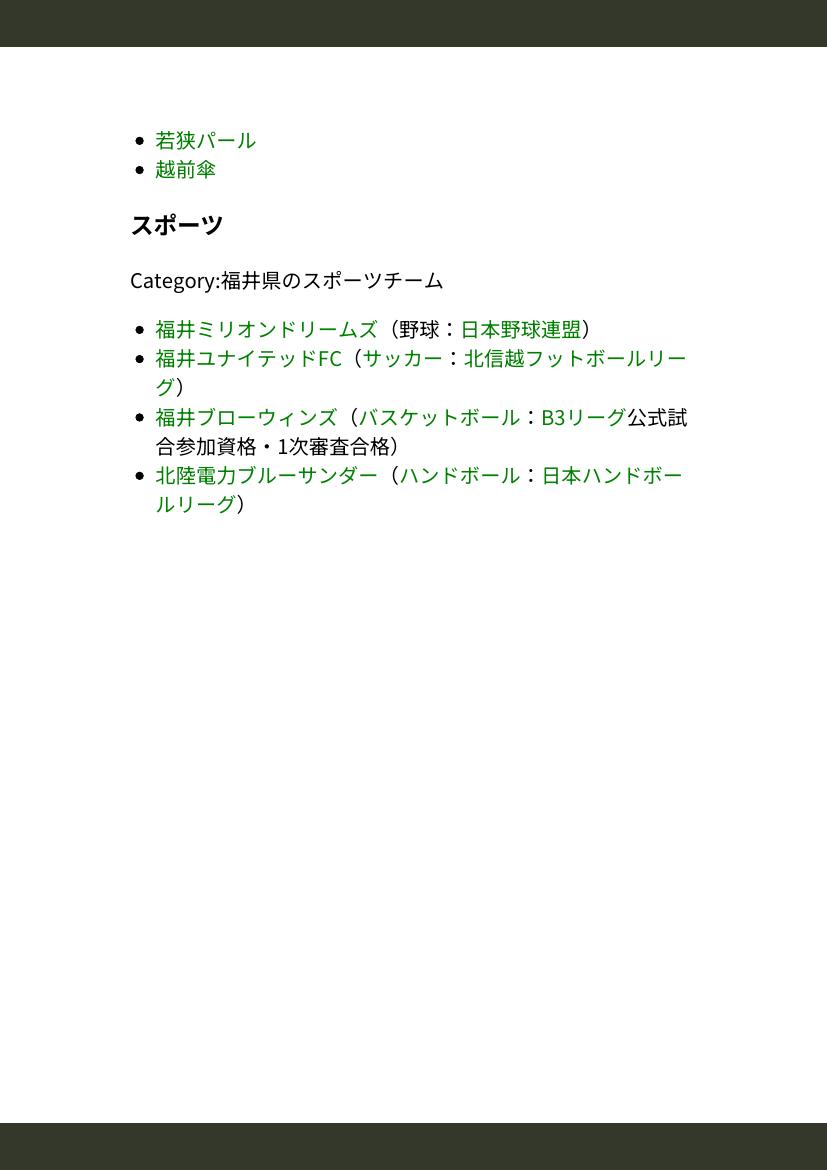 若狭パール
越前傘
スポーツ
Category:福井県のスポーツチーム
福井ミリオンドリームズ（野球：日本野球連盟）
福井ユナイテッドFC（サッカー：北信越フットボールリー
グ）
福井ブローウィンズ（バスケットボール：B3リーグ公式試
合参加資格・1次審査合格）
北陸電力ブルーサンダー（ハンドボール：日本ハンドボー
ルリーグ）